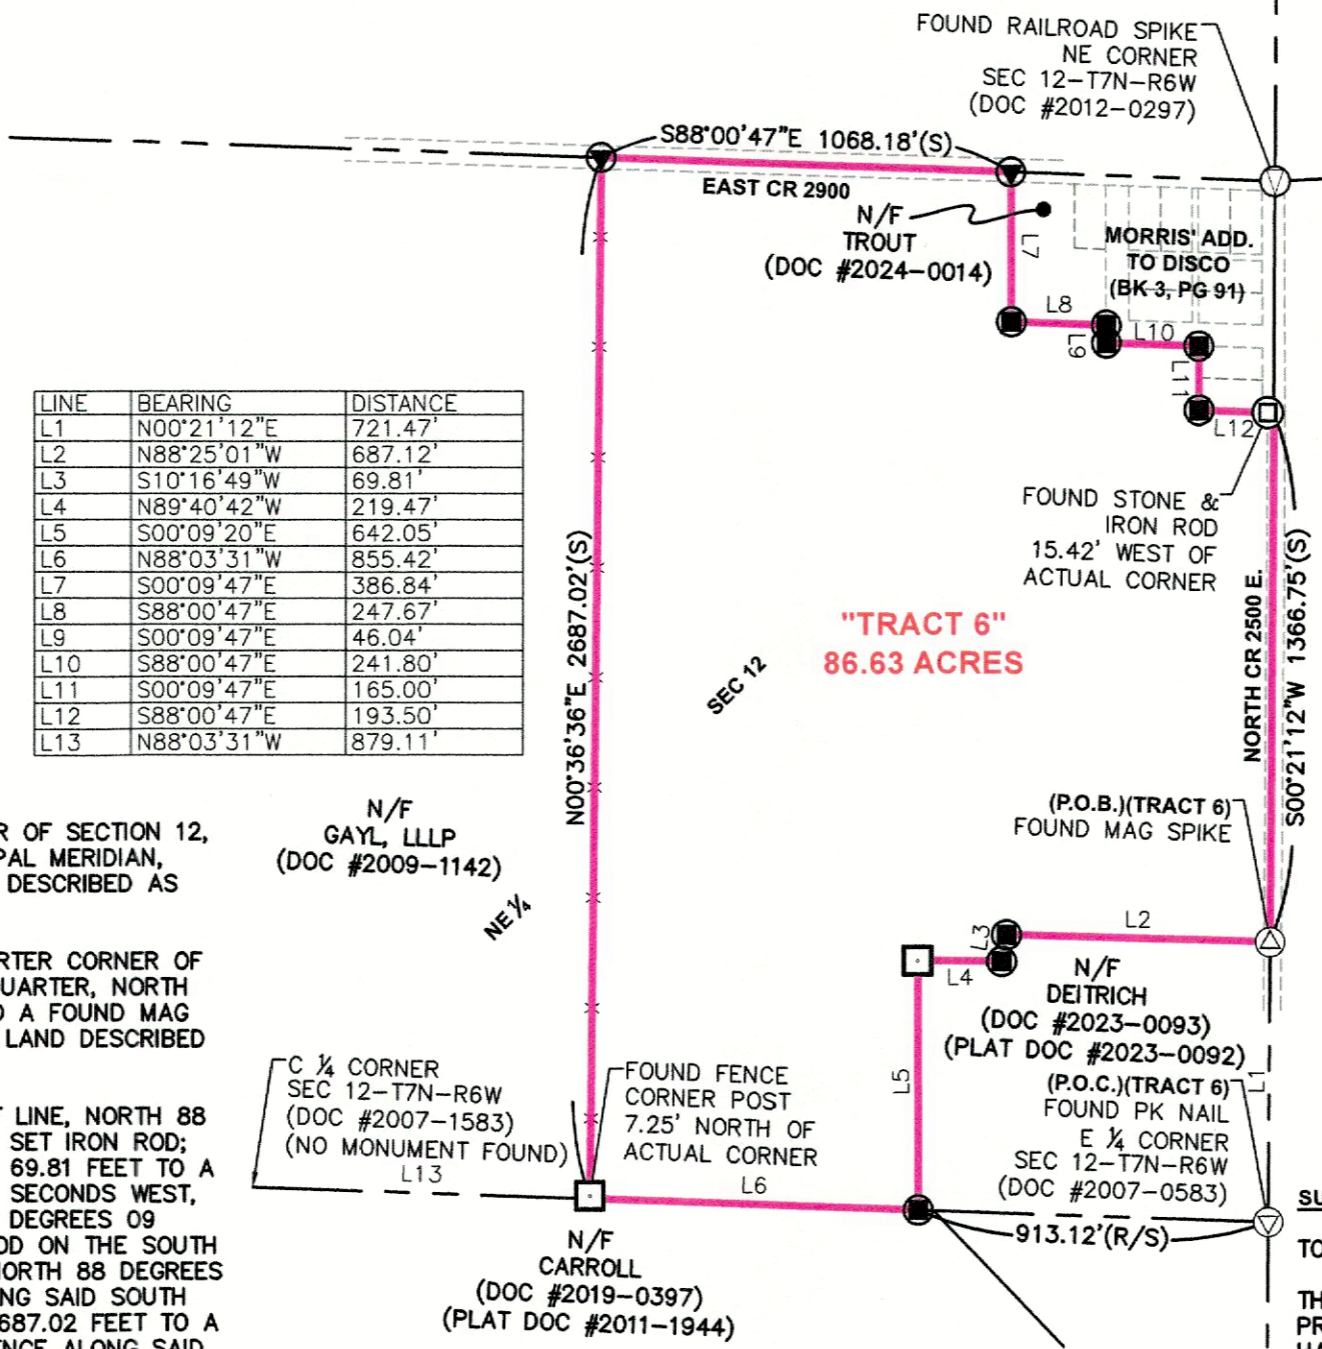 FOUND RAILROAD SPIKE
NE CORNER
SEC 12-T7N-R6W
(DOC #2012-0297)
S88°00'47"E 1068.18'(S)
EAST CR 2900
N/F
TROUT
(DOC #2024-0014)
MORRIS' ADD.
TO DISCO
(BK 3, PG 91)
L7
L8
L9
L10
L11
L12
LINE BEARING DISTANCE
L1 N00°21'12"E 721.47'
L2 N88°25'01"W 687.12'
L3 S10°16'49"W 69.81'
L4 N89°40'42"W 219.47'
L5 S00°09'20"E 642.05'
L6 N88°03'31"W 855.42'
L7 S00°09'47"E 386.84'
L8 S88°00'47"E 247.67'
L9 S00°09'47"E 46.04'
L10 S88°00'47"E 241.80'
L11 S00°09'47"E 165.00'
L12 S88°00'47"E 193.50'
L13 N88°03'31"W 879.11'
FOUND STONE &
IRON ROD
15.42' WEST OF
ACTUAL CORNER
N00°36'36"E 2687.02'(S)
"TRACT 6"
86.63 ACRES
SEC 12
NORTH CR 2500 E.
S00°21'12"W 1366.75'(S)
N/F
GAYL, LLLP
(DOC #2009-1142)
NE ¼
(P.O.B.)(TRACT 6)
FOUND MAG SPIKE
L2
L3
L4
N/F
DEITRICH
(DOC #2023-0093)
(PLAT DOC #2023-0092)
L5
L1
(P.O.C.)(TRACT 6)
FOUND PK NAIL
E ¼ CORNER
SEC 12-T7N-R6W
(DOC #2007-0583)
C ¼ CORNER
SEC 12-T7N-R6W
(DOC #2007-1583)
(NO MONUMENT FOUND)
L13
FOUND FENCE
CORNER POST
7.25' NORTH OF
ACTUAL CORNER
L6
913.12'(R/S)
N/F
CARROLL
(DOC #2019-0397)
(PLAT DOC #2011-1944)
R OF SECTION 12,
PAL MERIDIAN,
DESCRIBED AS
RTER CORNER OF
UARTER, NORTH
A FOUND MAG
LAND DESCRIBED
T LINE, NORTH 88
SET IRON ROD;
69.81 FEET TO A
SECONDS WEST,
DEGREES 09
OD ON THE SOUTH
NORTH 88 DEGREES
NG SAID SOUTH
687.02 FEET TO A
ENCE ALONG SAID
SU
TO
TH
PR